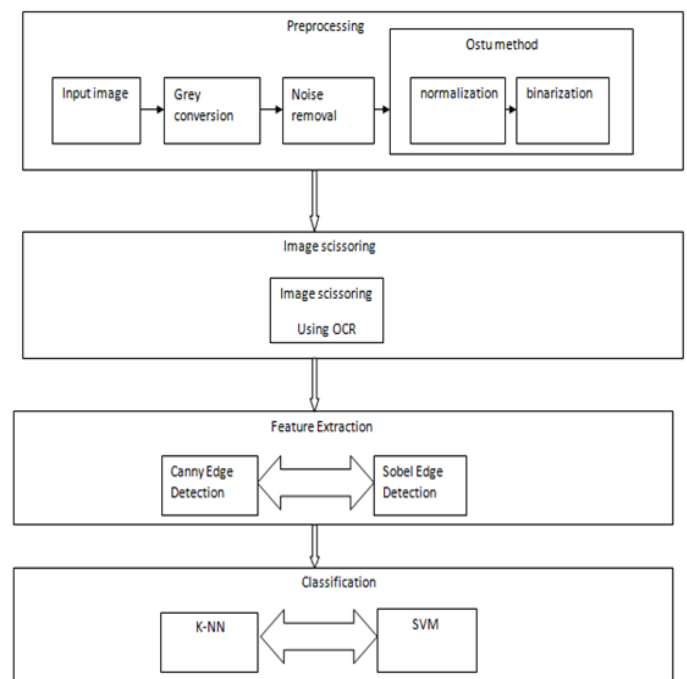 Preprocessing
Ostu method
Input image
Grey
conversion
Noise
removal
normalization
binarization
Image scissoring
Image scissoring
Using OCR
Feature Extraction
Canny Edge
Detection
Sobel Edge
Detection
Classification
K-NN
SVM